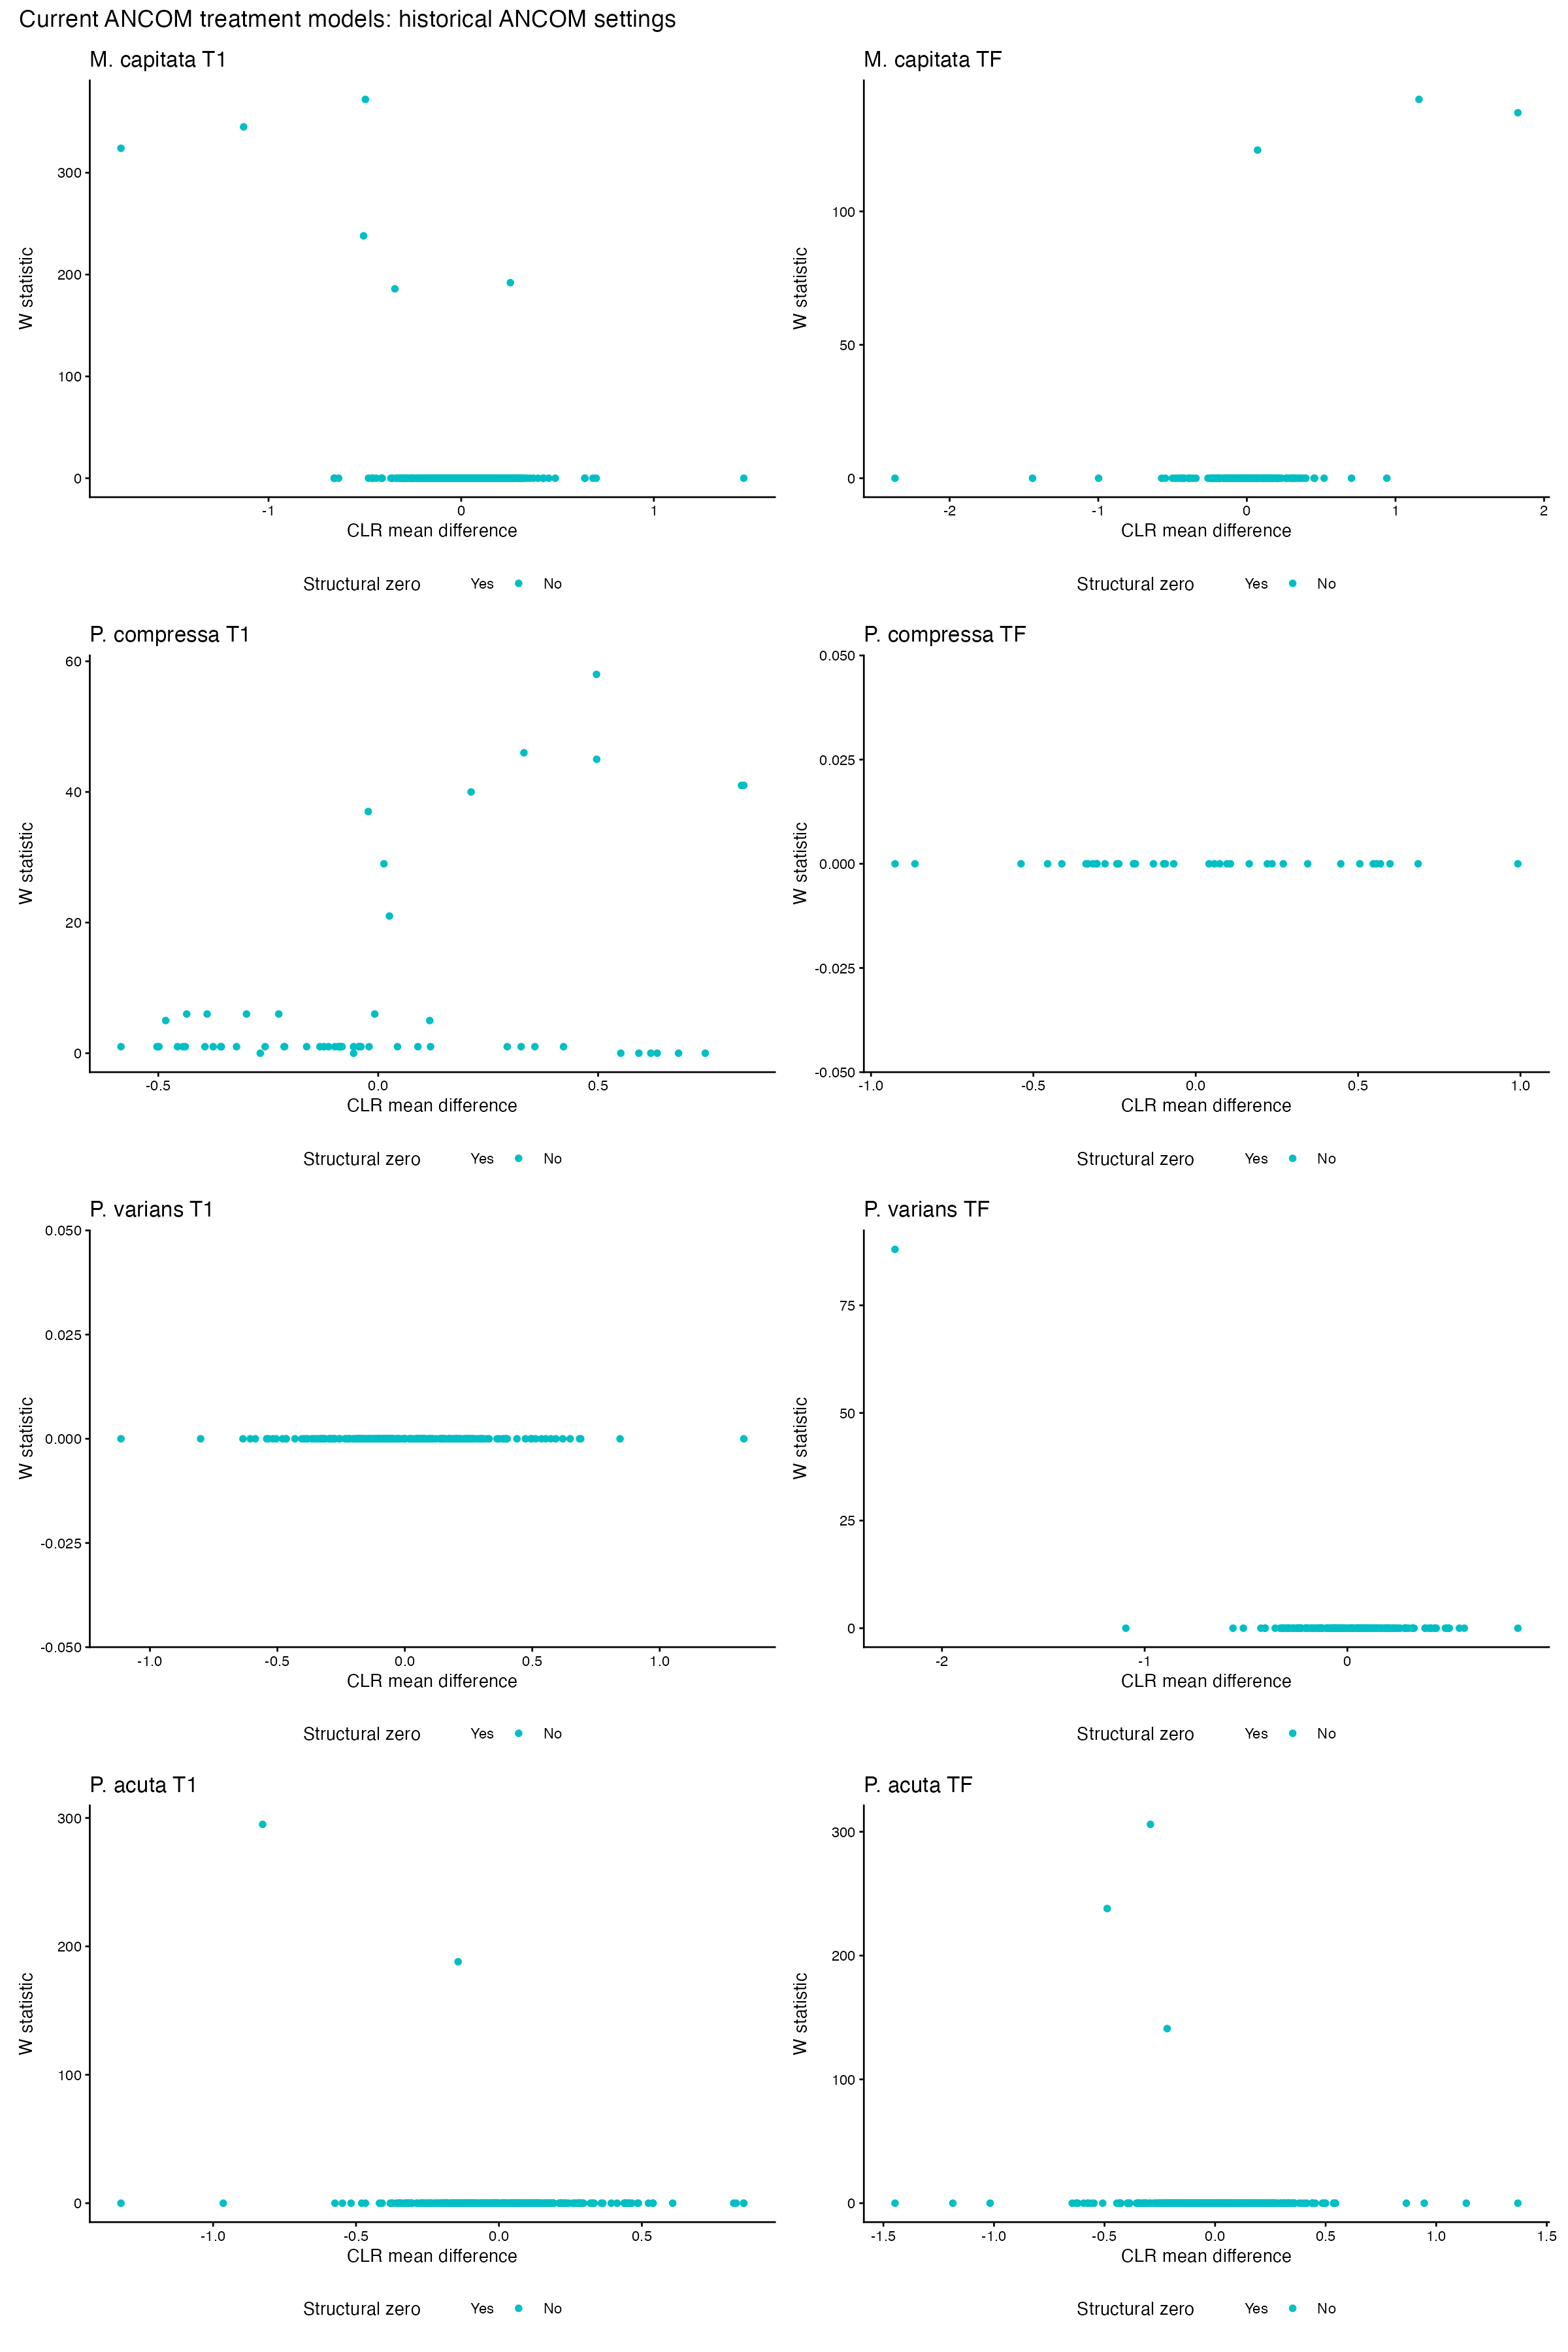 Current ANCOM treatment models: historical ANCOM settings
M. capitata T1
300
200
100
0
W statistic
-1
0
1
CLR mean difference
Structural zero Yes No
M. capitata TF
100
50
0
W statistic
-2
-1
0
1
2
CLR mean difference
Structural zero Yes No
P. compressa T1
60
40
20
0
W statistic
-0.5
0.0
0.5
CLR mean difference
Structural zero Yes No
P. compressa TF
0.050
0.025
0.000
-0.025
-0.050
W statistic
-1.0
-0.5
0.0
0.5
1.0
CLR mean difference
Structural zero Yes No
P. varians T1
0.050
0.025
0.000
-0.025
-0.050
W statistic
-1.0
-0.5
0.0
0.5
1.0
CLR mean difference
Structural zero Yes No
P. varians TF
75
50
25
0
W statistic
-2
-1
0
CLR mean difference
Structural zero Yes No
P. acuta T1
300
200
100
0
W statistic
-1.0
-0.5
0.0
0.5
CLR mean difference
Structural zero Yes No
P. acuta TF
300
200
100
0
W statistic
-1.5
-1.0
-0.5
0.0
0.5
1.0
1.5
CLR mean difference
Structural zero Yes No